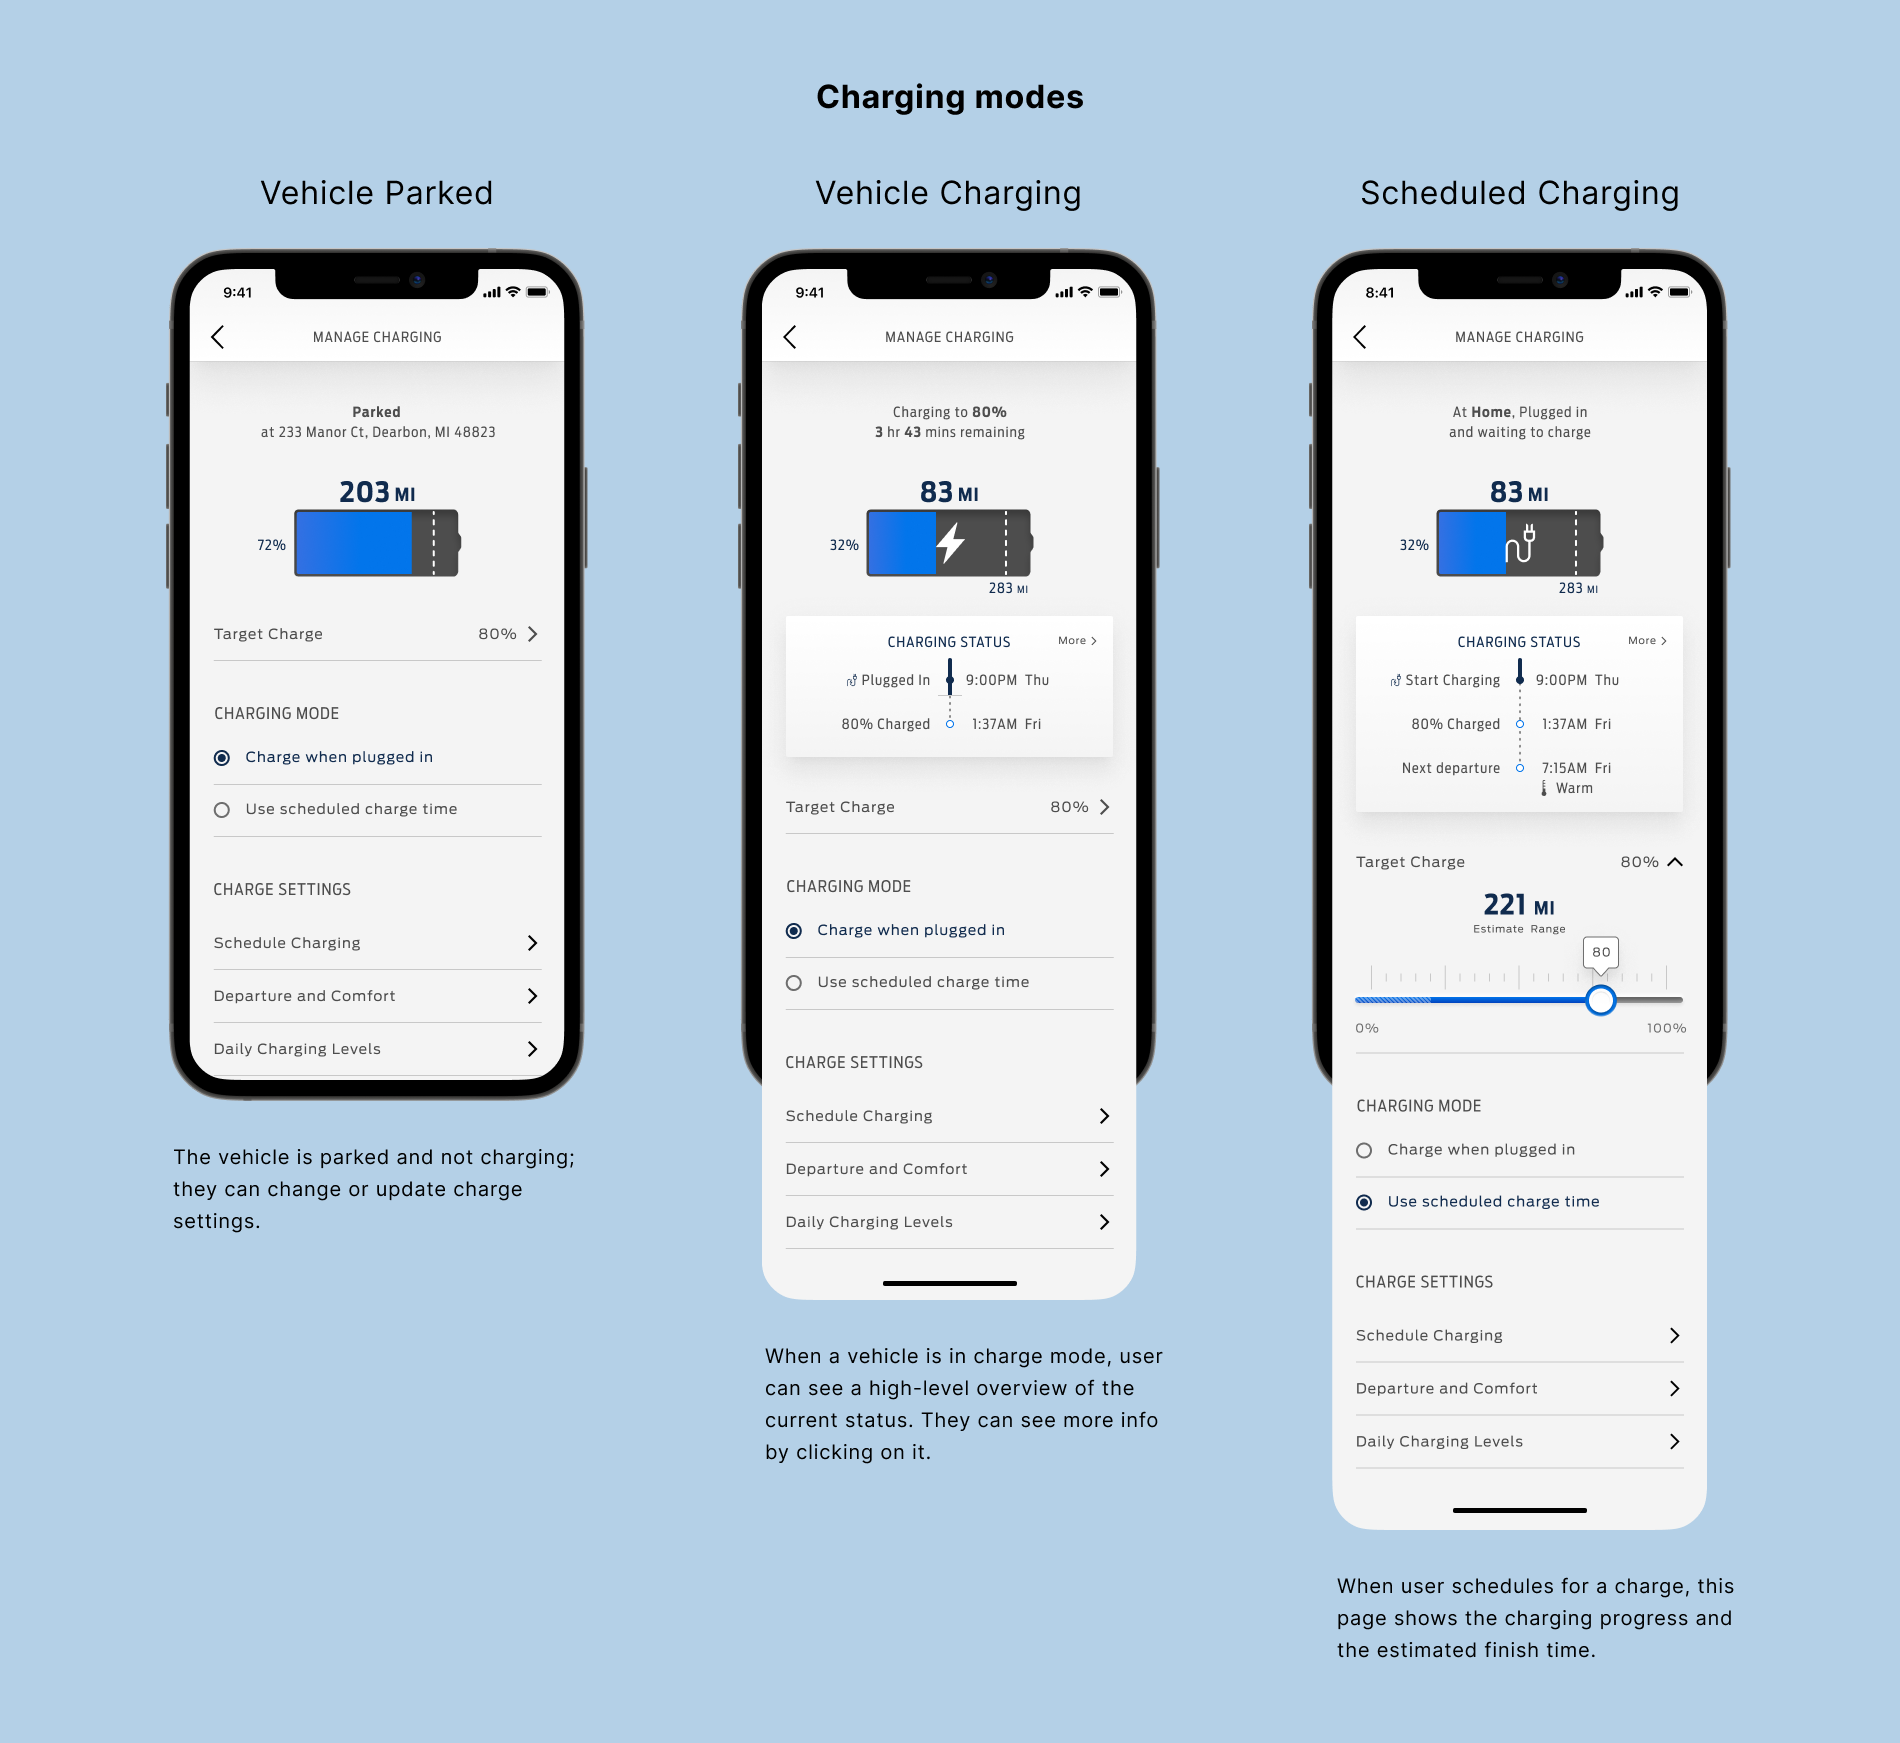 Charging modes
Vehicle Parked
9:41
MANAGE CHARGING
Parked
at 233 Manor Ct, Dearbon, MI 48823
203 MI
72%
Target Charge 80%
CHARGING MODE
Charge when plugged in
Use scheduled charge time
CHARGE SETTINGS
Schedule Charging
Departure and Comfort
Daily Charging Levels
The vehicle is parked and not charging;
they can change or update charge
settings.
Vehicle Charging
9:41
MANAGE CHARGING
Charging to 80%
3 hr 43 mins remaining
83 MI
32%
283 MI
CHARGING STATUS More
Plugged In 9:00PM Thu
80% Charged 1:37AM Fri
Target Charge 80%
CHARGING MODE
Charge when plugged in
Use scheduled charge time
CHARGE SETTINGS
Schedule Charging
Departure and Comfort
Daily Charging Levels
When a vehicle is in charge mode, user
can see a high-level overview of the
current status. They can see more info
by clicking on it.
Scheduled Charging
8:41
MANAGE CHARGING
At Home, Plugged in
and waiting to charge
83 MI
32%
283 MI
CHARGING STATUS More
Start Charging 9:00PM Thu
80% Charged 1:37AM Fri
Next departure 7:15AM Fri
Warm
Target Charge 80%
221 MI
Estimate Range
80
0% 100%
CHARGING MODE
Charge when plugged in
Use scheduled charge time
CHARGE SETTINGS
Schedule Charging
Departure and Comfort
Daily Charging Levels
When user schedules for a charge, this
page shows the charging progress and
the estimated finish time.